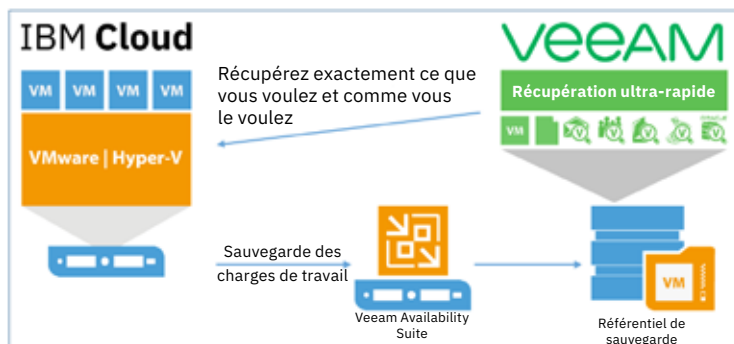 IBM Cloud
VM VM VM VM
VMware | Hyper-V
Récupérez exactement ce que
vous voulez et comme vous
le voulez
veeAM
Récupération ultra-rapide
VM
Sauvegarde des
charges de travail
Veeam Availability
Suite
VM
Référentiel de
sauvegarde